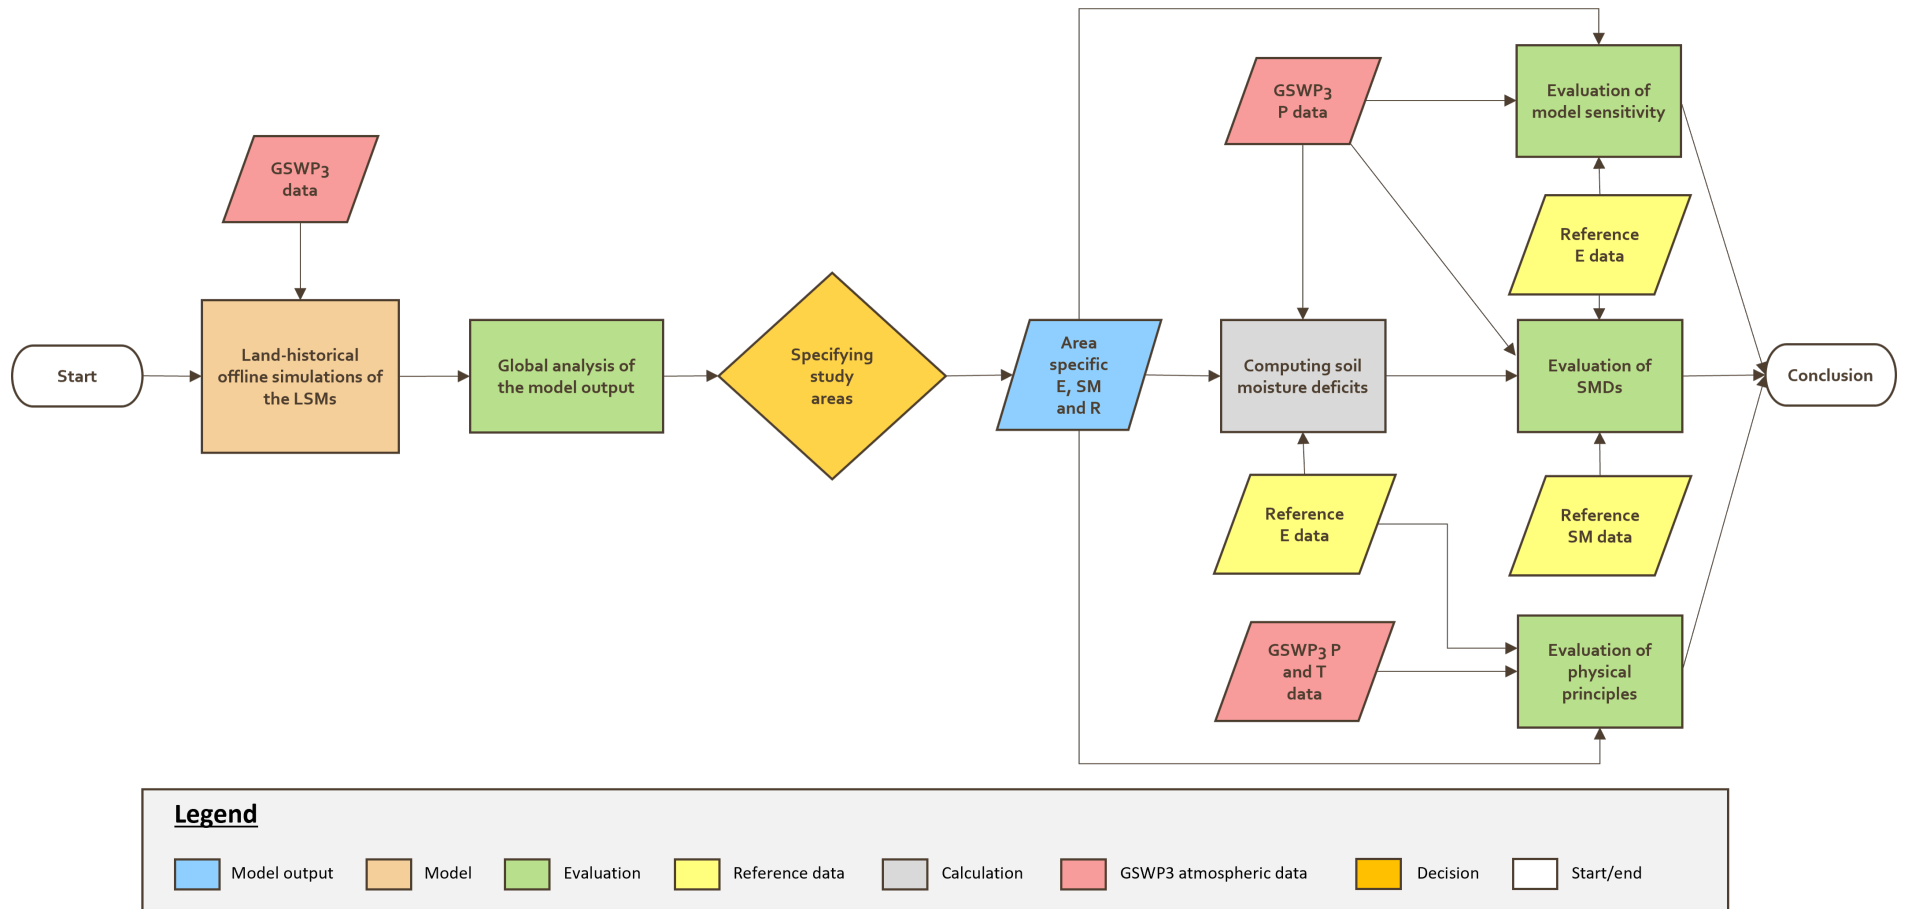 GSWP3
data
Start
Land-historical
offline simulations of
the LSMs
Global analysis of
the model output
Specifying
study
areas
Area
specific
E, SM
and R
GSWP3
P data
Computing soil
moisture deficits
Reference
E data
GSWP3 P
and T
data
Evaluation of
model sensitivity
Reference
E data
Evaluation of
SMDs
Reference
SM data
Evaluation of
physical
principles
Conclusion
Legend
Model output
Model
Evaluation
Reference data
Calculation
GSWP3 atmospheric data
Decision
Start/end